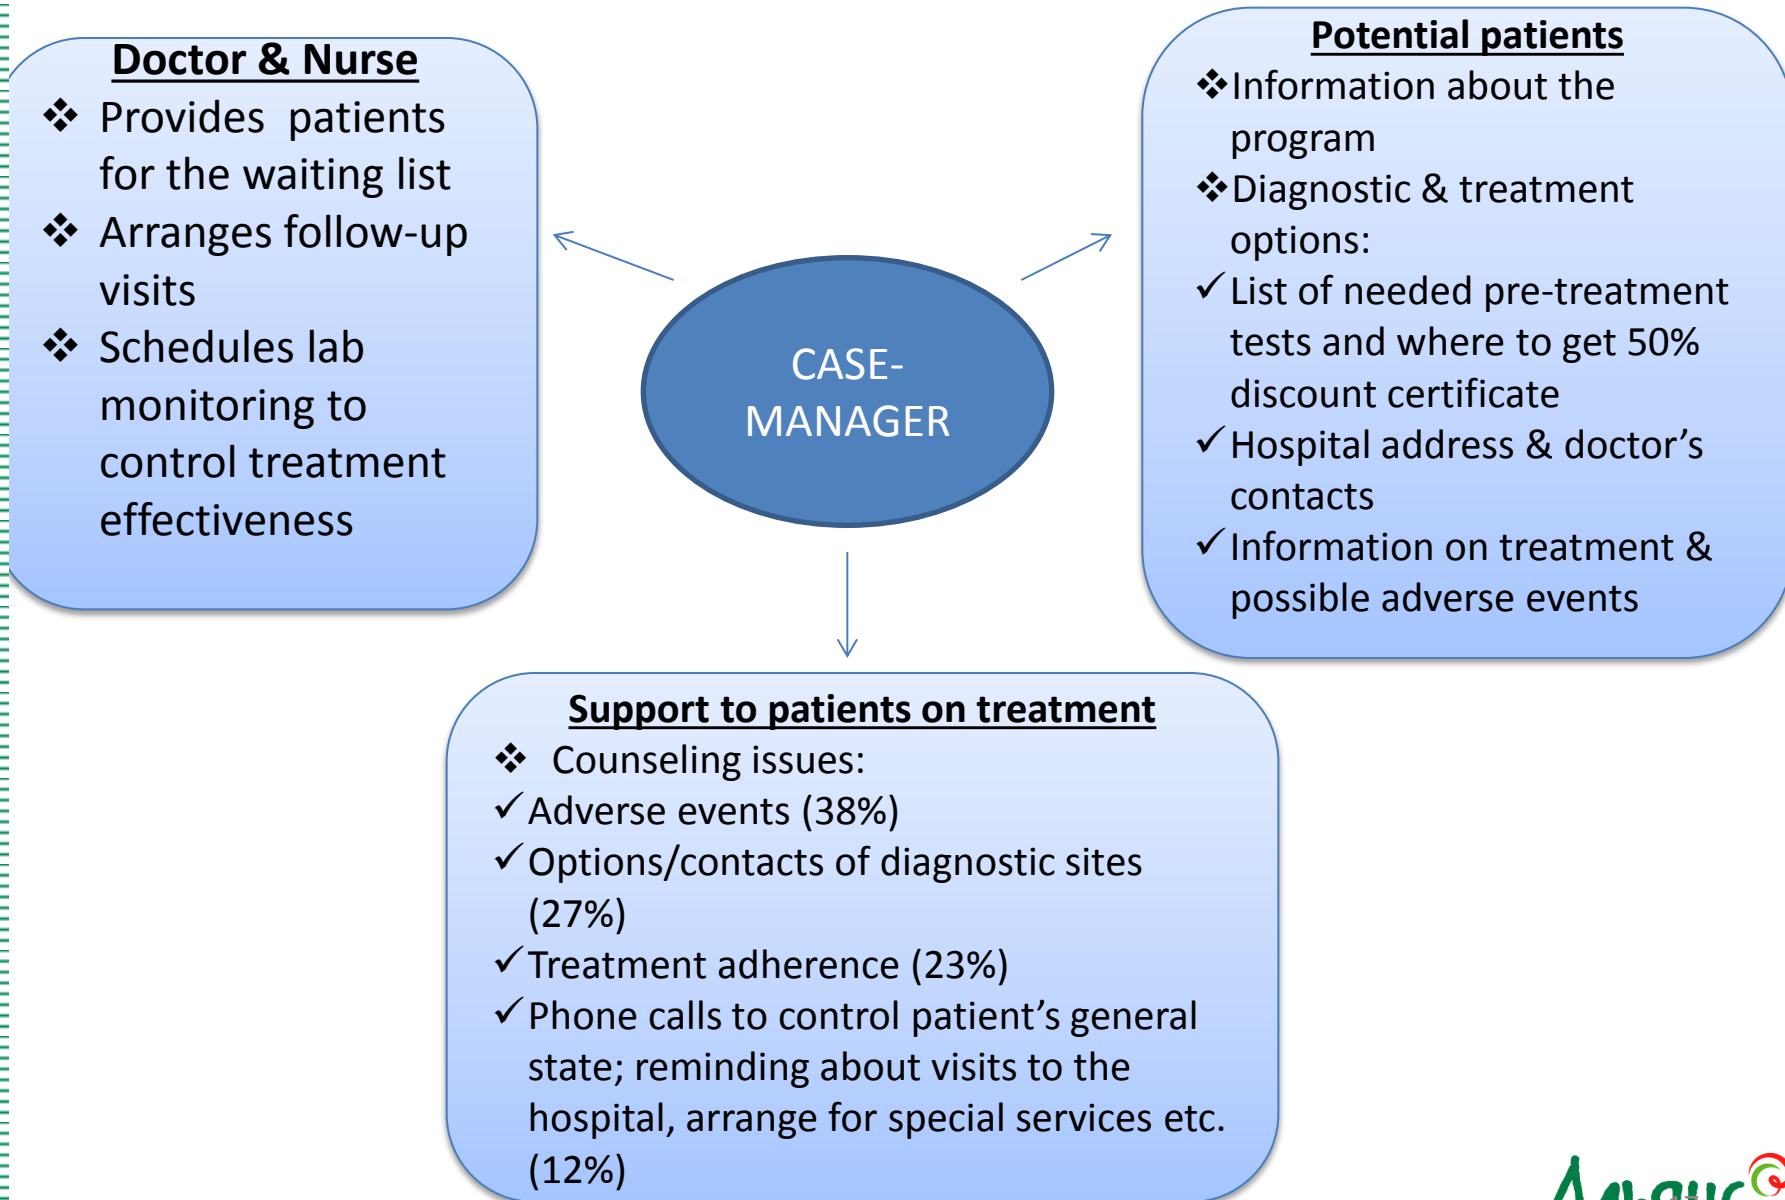 Doctor & Nurse
❖ Provides patients
for the waiting list
❖ Arranges follow-up
visits
❖ Schedules lab
monitoring to
control treatment
effectiveness
CASE-
MANAGER
Potential patients
❖Information about the
program
❖Diagnostic & treatment
options:
✓List of needed pre-treatment
tests and where to get 50%
discount certificate
✓Hospital address & doctor’s
contacts
✓Information on treatment &
possible adverse events
Support to patients on treatment
❖ Counseling issues:
✓Adverse events (38%)
✓Options/contacts of diagnostic sites
(27%)
✓Treatment adherence (23%)
✓Phone calls to control patient’s general
state; reminding about visits to the
hospital, arrange for special services etc.
(12%)